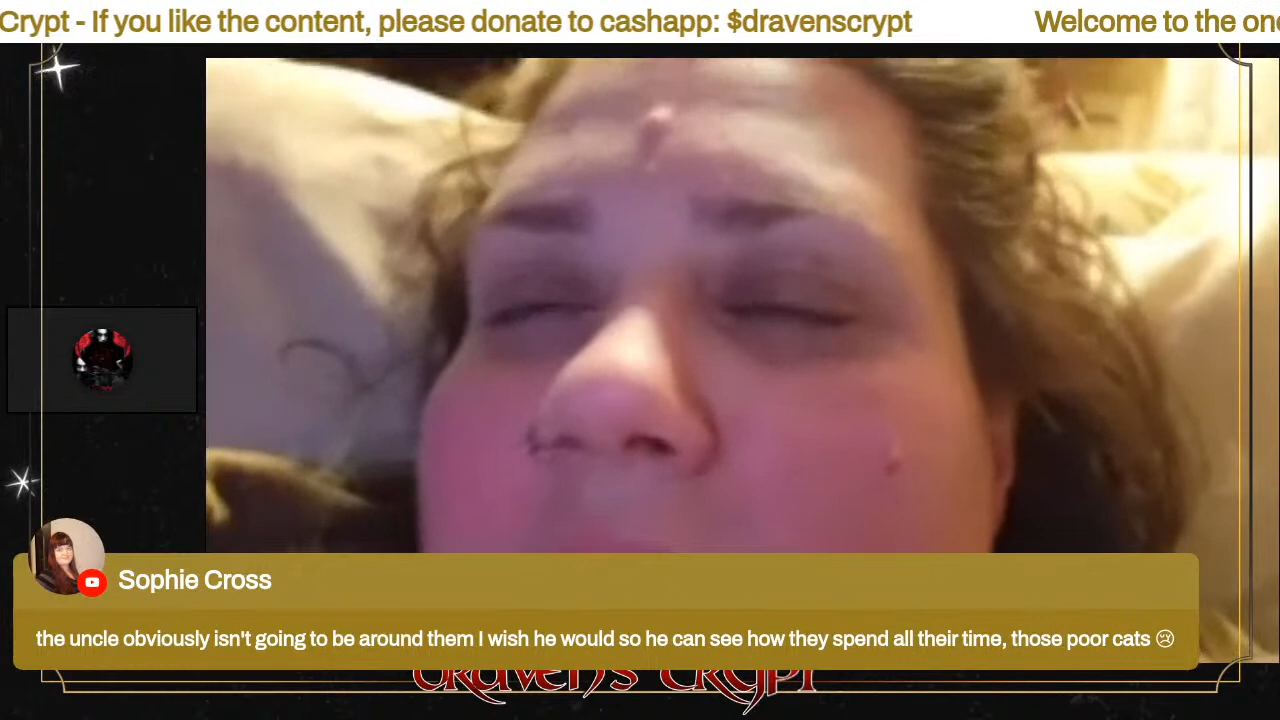 Crypt - If you like the content, please donate to cashapp: $dravenscrypt Welcome to the one
Sophie Cross
the uncle obviously isn't going to be around them I wish he would so he can see how they spend all their time, those poor cats 😢
draven's crypt